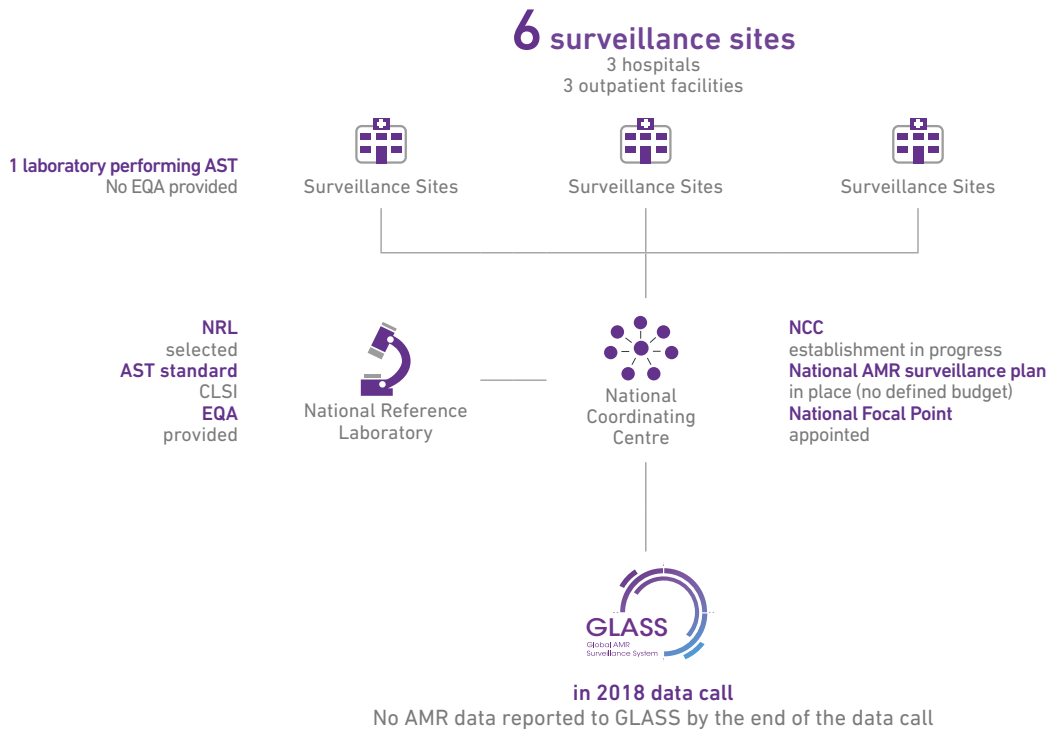 6 surveillance sites
3 hospitals
3 outpatient facilities
1 laboratory performing AST
No EQA provided
Surveillance Sites
Surveillance Sites
Surveillance Sites
NRL
selected
AST standard
CLSI
EQA
provided
National Reference
Laboratory
National
Coordinating
Centre
NCC
establishment in progress
National AMR surveillance plan
in place (no defined budget)
National Focal Point
appointed
GLASS
Global AMR
Surveillance System
in 2018 data call
No AMR data reported to GLASS by the end of the data call